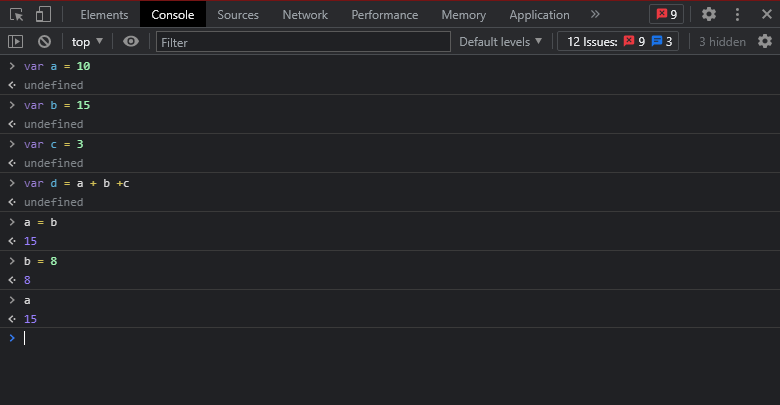 Elements Console Sources Network Performance Memory Application » 9
top ▼ Filter Default levels ▼ 12 Issues: 9 3 3 hidden
> var a = 10
<· undefined
> var b = 15
<· undefined
> var c = 3
<· undefined
> var d = a + b +c
<· undefined
> a = b
<· 15
> b = 8
<· 8
> a
<· 15
>